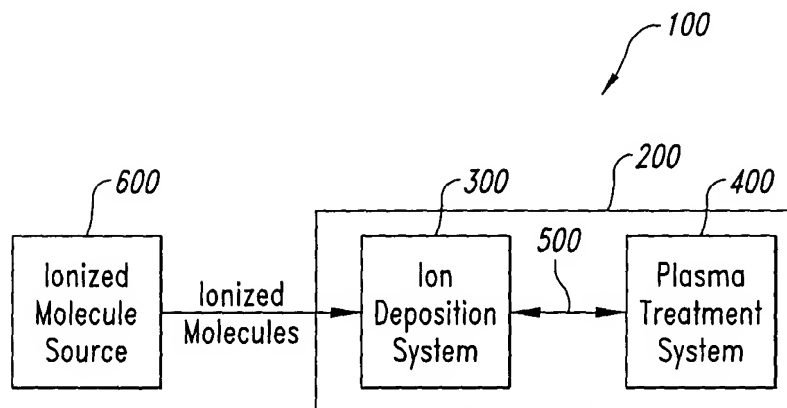 100
200
600
300
400
500
Ionized
Molecule
Source
Ionized
Molecules
Ion
Deposition
System
Plasma
Treatment
System